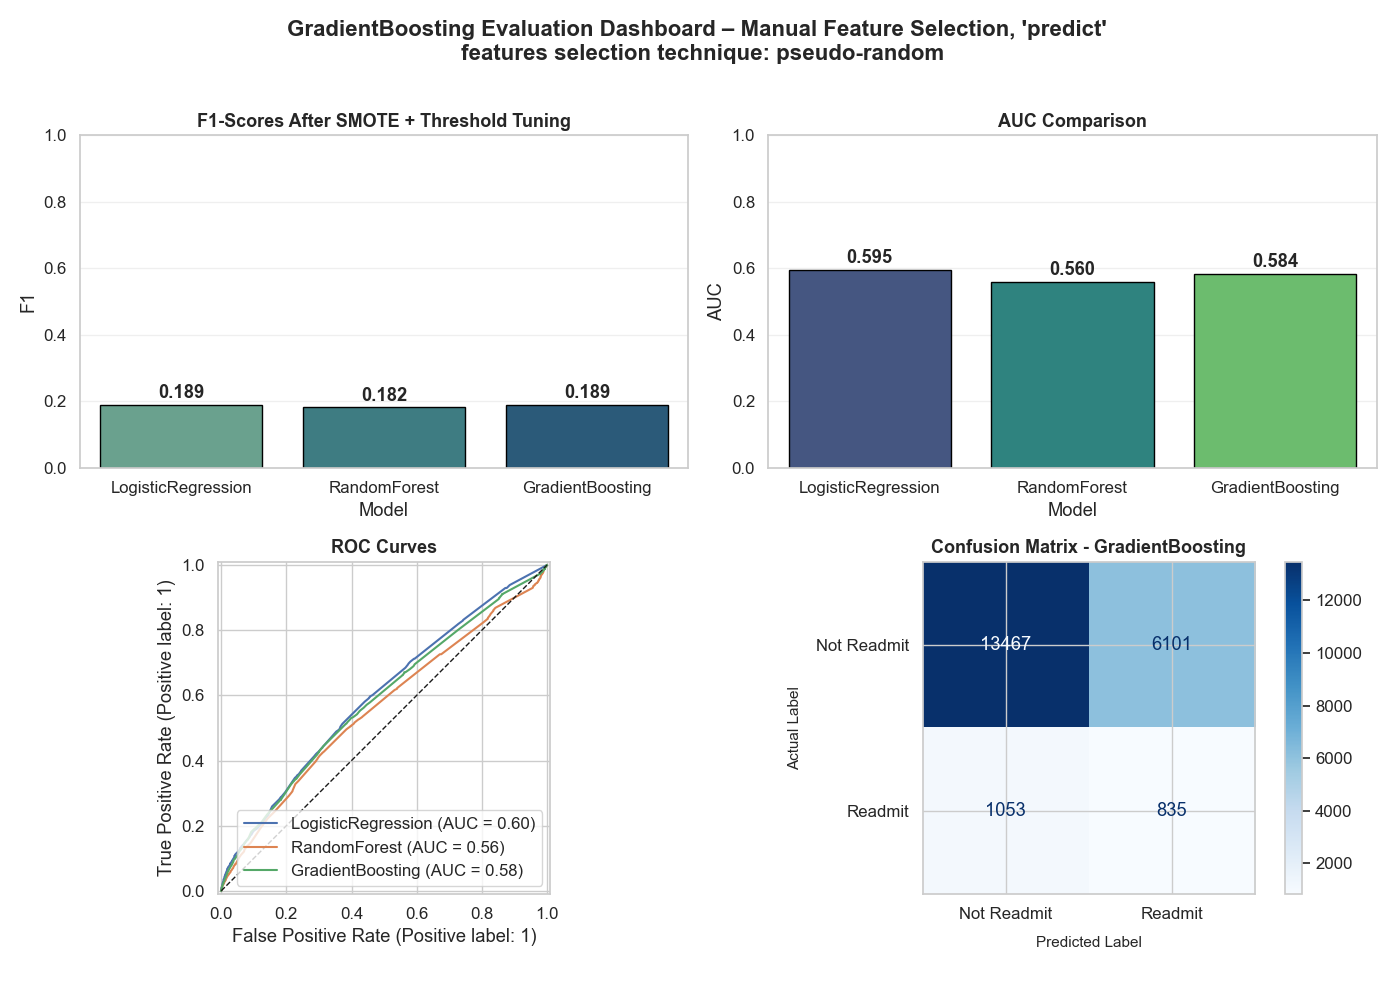 GradientBoosting Evaluation Dashboard – Manual Feature Selection, 'predict'
features selection technique: pseudo-random
F1-Scores After SMOTE + Threshold Tuning
1.0
0.8
0.6
0.4
0.2
0.0
F1
0.189
0.182
0.189
LogisticRegression
RandomForest
GradientBoosting
Model
AUC Comparison
1.0
0.8
0.6
0.4
0.2
0.0
AUC
0.595
0.560
0.584
LogisticRegression
RandomForest
GradientBoosting
Model
ROC Curves
1.0
0.8
0.6
0.4
0.2
0.0
True Positive Rate (Positive label: 1)
LogisticRegression (AUC = 0.60)
RandomForest (AUC = 0.56)
GradientBoosting (AUC = 0.58)
0.0
0.2
0.4
0.6
0.8
1.0
False Positive Rate (Positive label: 1)
Confusion Matrix - GradientBoosting
Actual Label
Not Readmit
13467
6101
Readmit
1053
835
Not Readmit
Readmit
Predicted Label
12000
10000
8000
6000
4000
2000